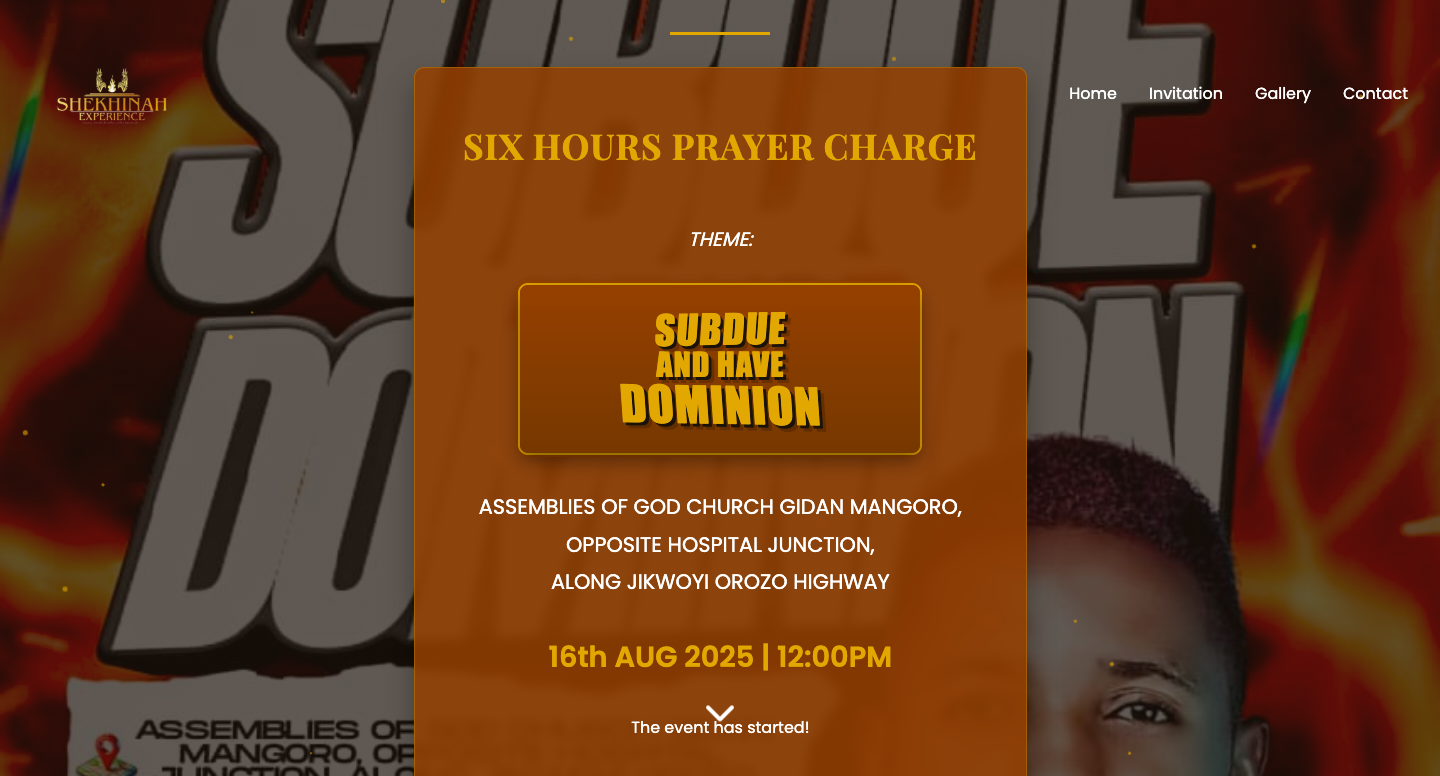 SUBDUE
SHEKHINAH
EXPERIENCE
Home Invitation Gallery Contact
SIX HOURS PRAYER CHARGE
THEME:
SUBDUE
AND HAVE
DOMINION
DOMINION
ASSEMBLIES OF GOD CHURCH GIDAN MANGORO,
OPPOSITE HOSPITAL JUNCTION,
ALONG JIKWOYI OROZO HIGHWAY
16th AUG 2025 | 12:00PM
The event has started!
ASSEMBLIES OF
MANGORO, OP
JUNCTION, ALO